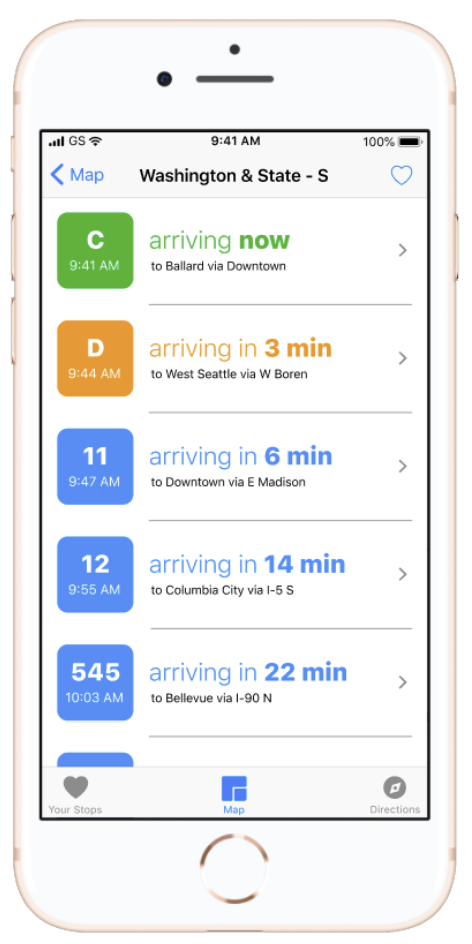 GS 9:41 AM 100%
Map Washington & State - S
C
9:41 AM
arriving now
to Ballard via Downtown
D
9:44 AM
arriving in 3 min
to West Seattle via W Boren
11
9:47 AM
arriving in 6 min
to Downtown via E Madison
12
9:55 AM
arriving in 14 min
to Columbia City via I-5 S
545
10:03 AM
arriving in 22 min
to Bellevue via I-90 N
Your Stops Map Directions